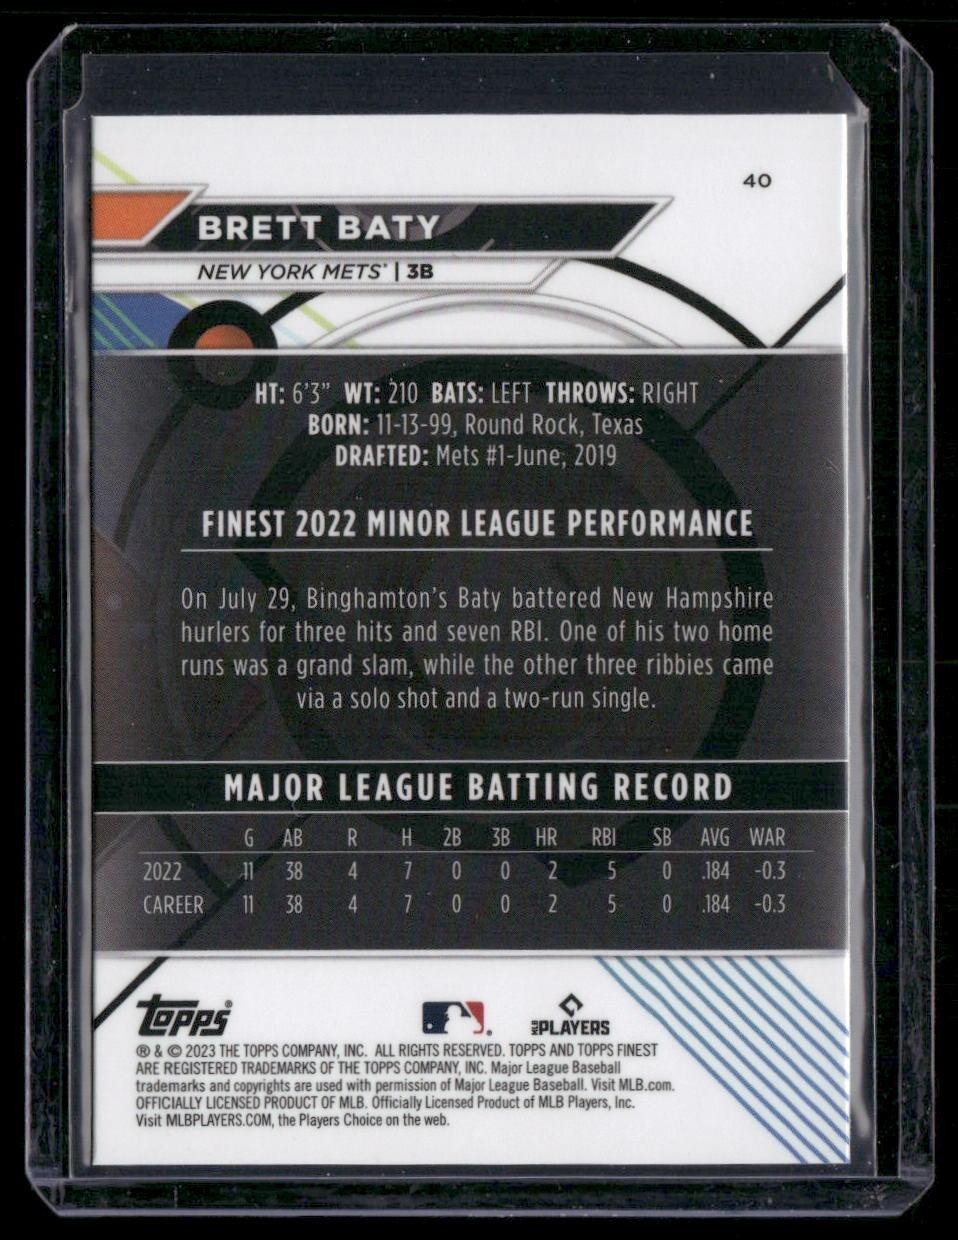 40
BRETT BATY
NEW YORK METS® | 3B
HT: 6'3" WT: 210 BATS: LEFT THROWS: RIGHT
BORN: 11-13-99, Round Rock, Texas
DRAFTED: Mets #1-June, 2019
FINEST 2022 MINOR LEAGUE PERFORMANCE
On July 29, Binghamton's Baty battered New Hampshire
hurlers for three hits and seven RBI. One of his two home
runs was a grand slam, while the other three ribbies came
via a solo shot and a two-run single.
MAJOR LEAGUE BATTING RECORD
G AB R H 2B 3B HR RBI SB AVG WAR
2022 11 38 4 7 0 0 2 5 0 .184 -0.3
CAREER 11 38 4 7 0 0 2 5 0 .184 -0.3
topps®
MLB PLAYERS
® & © 2023 THE TOPPS COMPANY, INC. ALL RIGHTS RESERVED. TOPPS AND TOPPS FINEST
ARE REGISTERED TRADEMARKS OF THE TOPPS COMPANY, INC. Major League Baseball
trademarks and copyrights are used with permission of Major League Baseball. Visit MLB.com.
OFFICIALLY LICENSED PRODUCT OF MLB. Officially Licensed Product of MLB Players, Inc.
Visit MLBPLAYERS.COM, the Players Choice on the web.